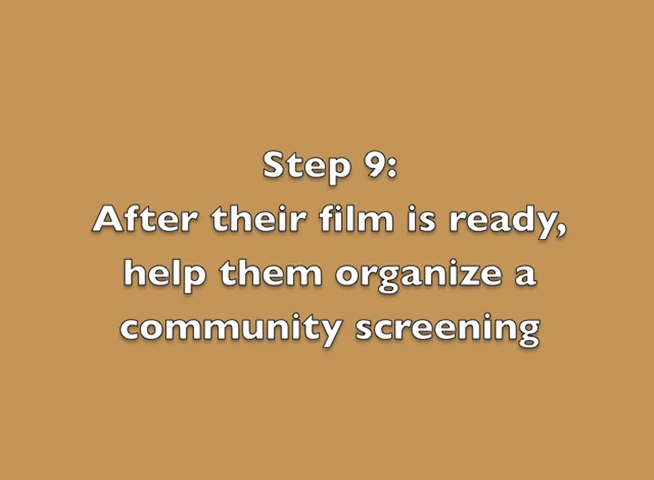 Step 9:
After their film is ready,
help them organize a
community screening